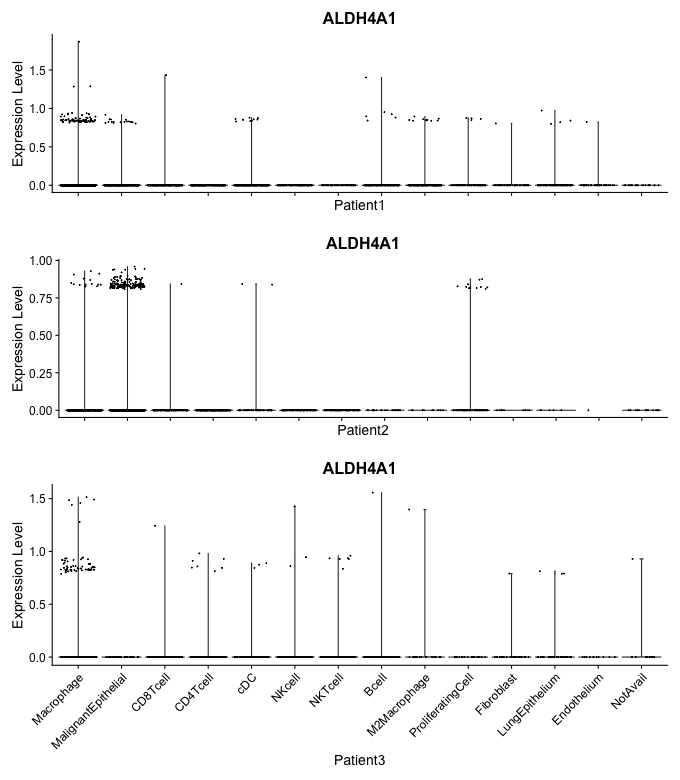 ALDH4A1
Expression Level
1.5
1.0
0.5
0.0
Patient1
ALDH4A1
Expression Level
1.00
0.75
0.50
0.25
0.00
Patient2
ALDH4A1
Expression Level
1.5
1.0
0.5
0.0
Macrophage
MalignantEpithelial
CD8Tcell
CD4Tcell
cDC
NKcell
NKTcell
Bcell
M2Macrophage
ProliferatingCell
Fibroblast
LungEpithelium
Endothelium
NotAvail
Patient3